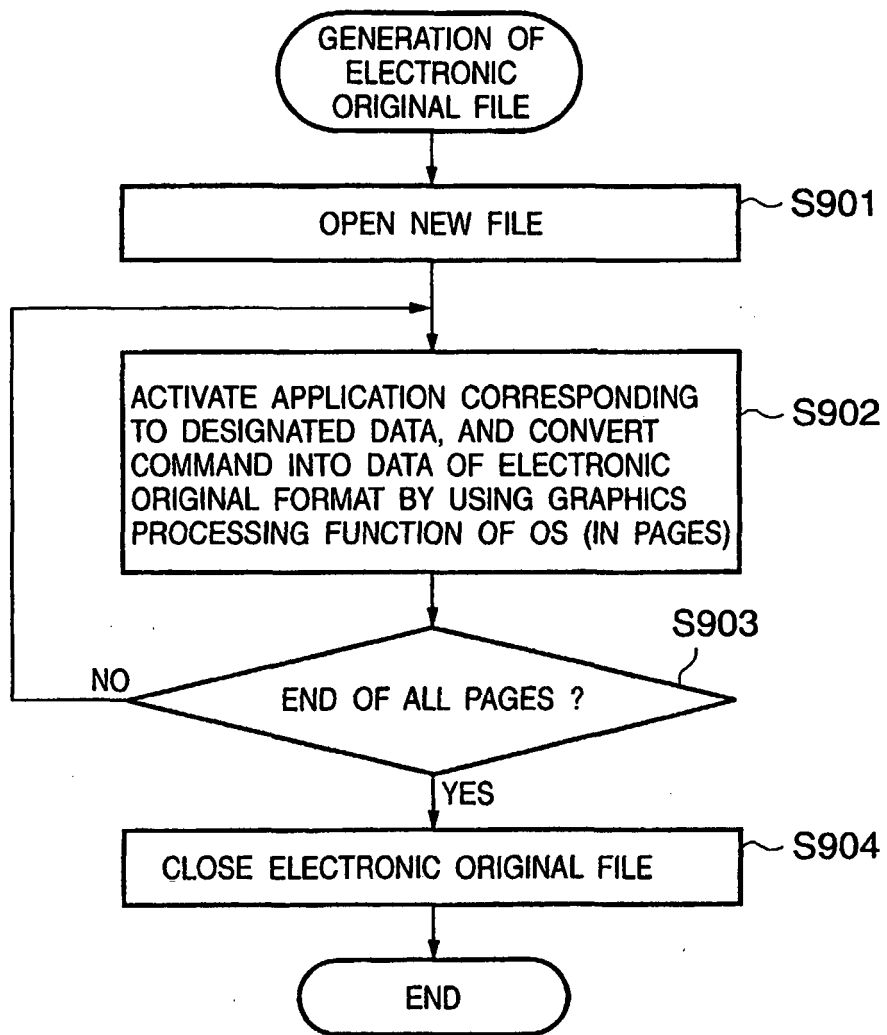 GENERATION OF
ELECTRONIC
ORIGINAL FILE
OPEN NEW FILE
S901
ACTIVATE APPLICATION CORRESPONDING
TO DESIGNATED DATA, AND CONVERT
COMMAND INTO DATA OF ELECTRONIC
ORIGINAL FORMAT BY USING GRAPHICS
PROCESSING FUNCTION OF OS (IN PAGES)
S902
S903
NO
END OF ALL PAGES ?
YES
CLOSE ELECTRONIC ORIGINAL FILE
S904
END